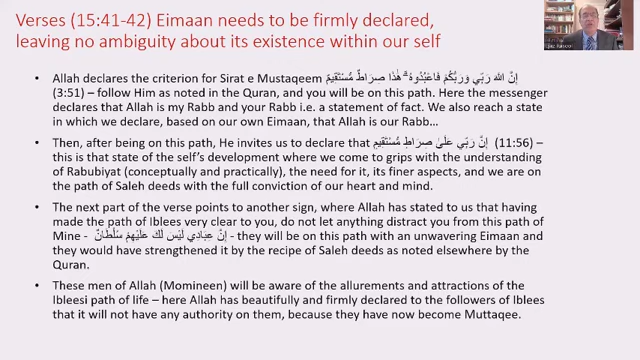 Verses (15:41-42) Eimaan needs to be firmly declared,
leaving no ambiguity about its existence within our self
• Allah declares the criterion for Sirat e Mustaqeem إِنَّ اللَّهَ رَبِّي وَرَبُّكُمْ فَاعْبُدُوهُ ۗ هَٰذَا صِرَاطٌ مُّسْتَقِيمٌ
(3:51) – follow Him as noted in the Quran, and you will be on this path. Here the messenger
declares that Allah is my Rabb and your Rabb i.e. a statement of fact. We also reach a state
in which we declare, based on our own Eimaan, that Allah is our Rabb…
• Then, after being on this path, He invites us to declare that إِنَّ رَبِّي عَلَىٰ صِرَاطٍ مُّسْتَقِيمٍ (11:56) –
this is that state of the self's development where we come to grips with the understanding
of Rabubiyat (conceptually and practically), the need for it, its finer aspects, and we are on
the path of Saleh deeds with the full conviction of our heart and mind.
• The next part of the verse points to another sign, where Allah has stated to us that having
made the path of Iblees very clear to you, do not let anything distract you from this path of
Mine - إِنَّ عِبَادِي لَيْسَ لَكَ عَلَيْهِمْ سُلْطَانٌ - they will be on this path with an unwavering Eimaan and
they would have strengthened it by the recipe of Saleh deeds as noted elsewhere by the
Quran.
• These men of Allah (Momineen) will be aware of the allurements and attractions of the
Ibleesi path of life – here Allah has beautifully and firmly declared to the followers of Iblees
that it will not have any authority on them, because they have now become Muttaqee.